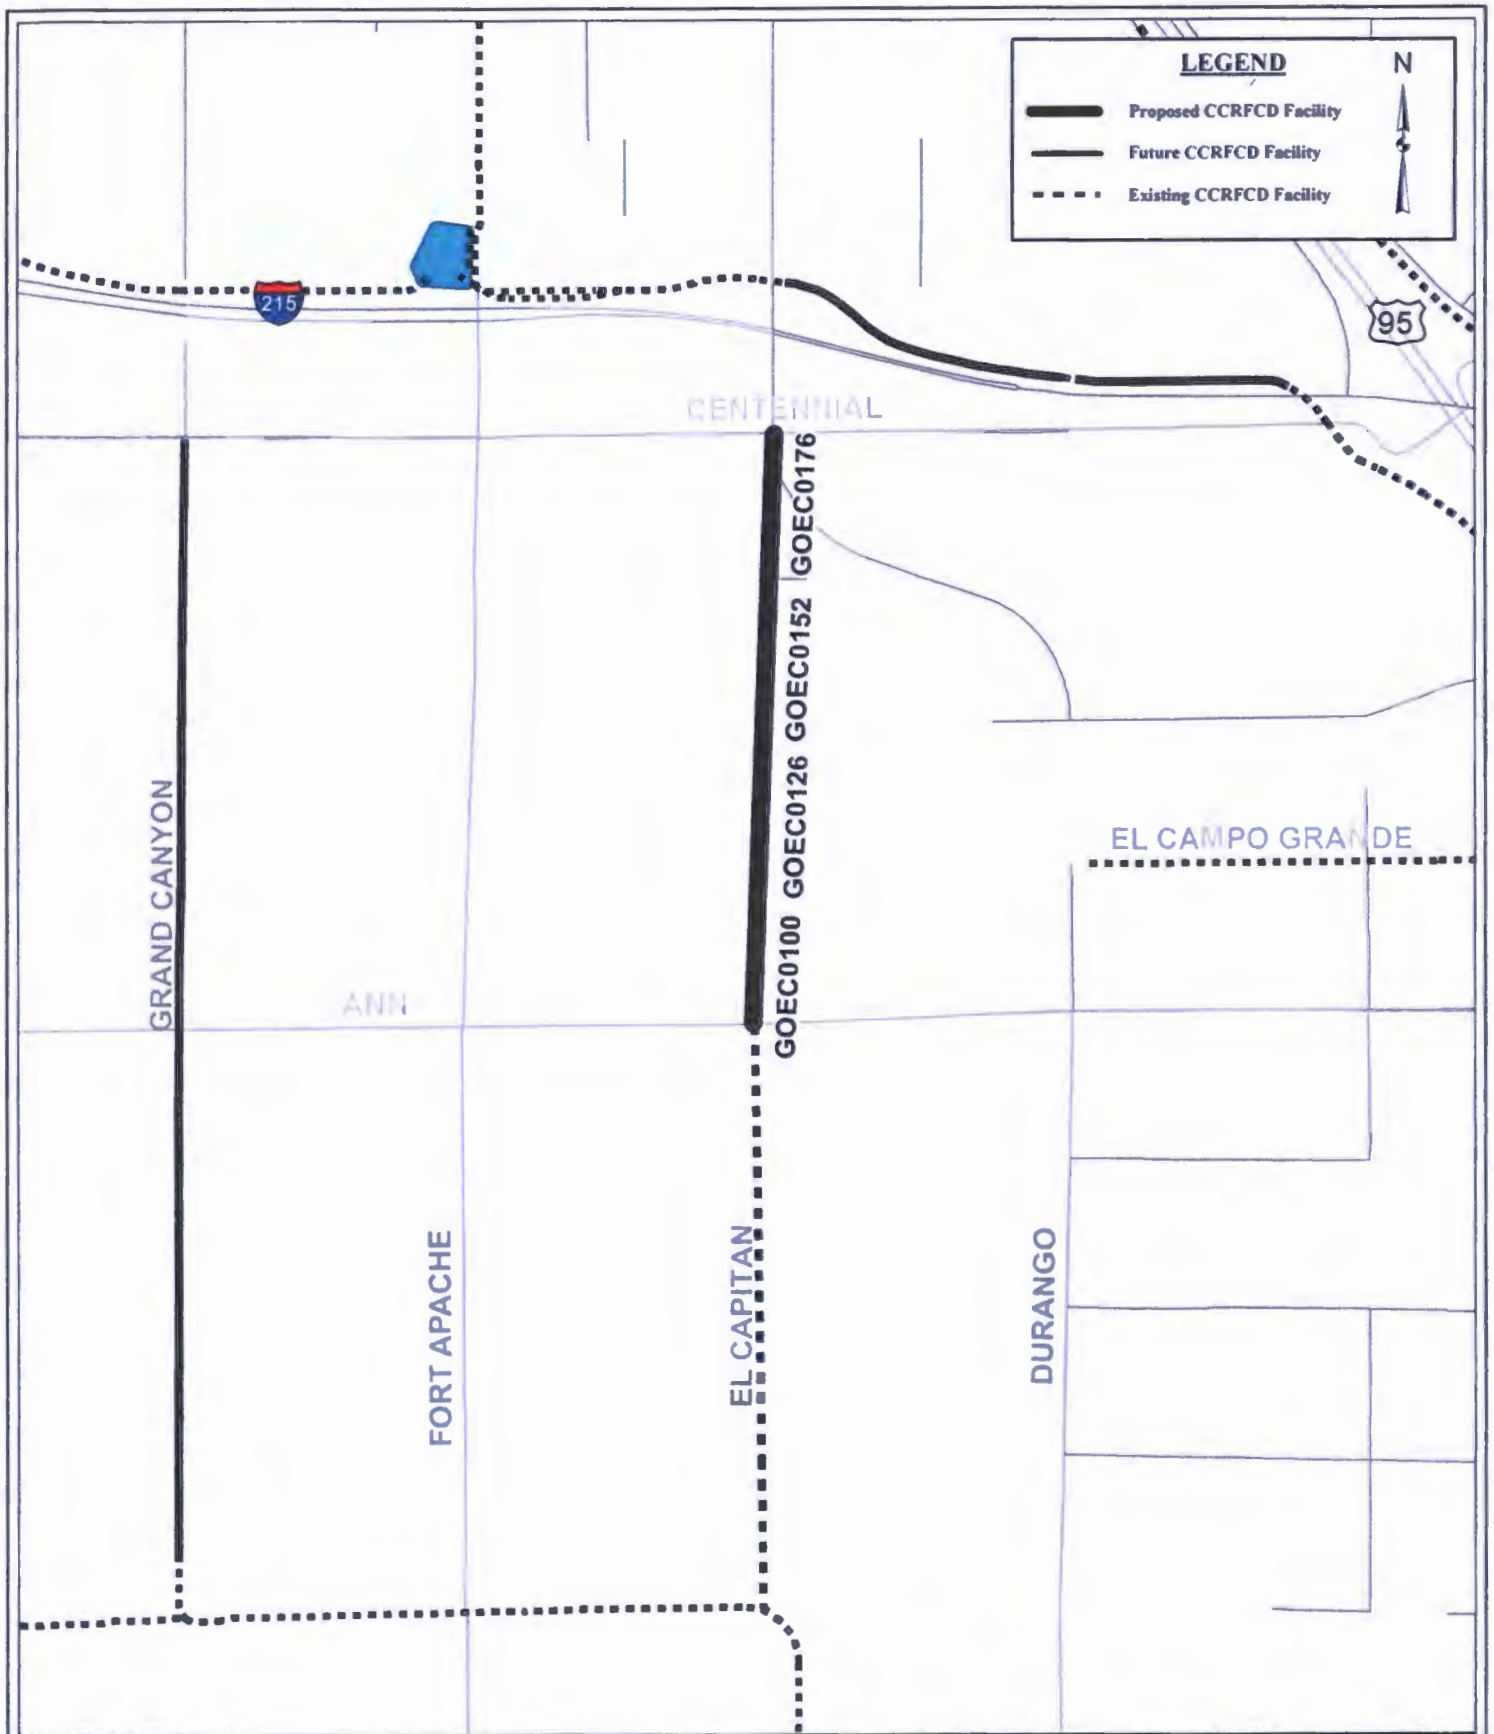 LEGEND
N
Proposed CCRFCD Facility
Future CCRFCD Facility
Existing CCRFCD Facility
215
95
CENTENNIAL
GOEC0100 GOEC0126 GOEC0152 GOEC0176
EL CAMPO GRANDE
GRAND CANYON
ANN
FORT APACHE
EL CAPITAN
DURANGO